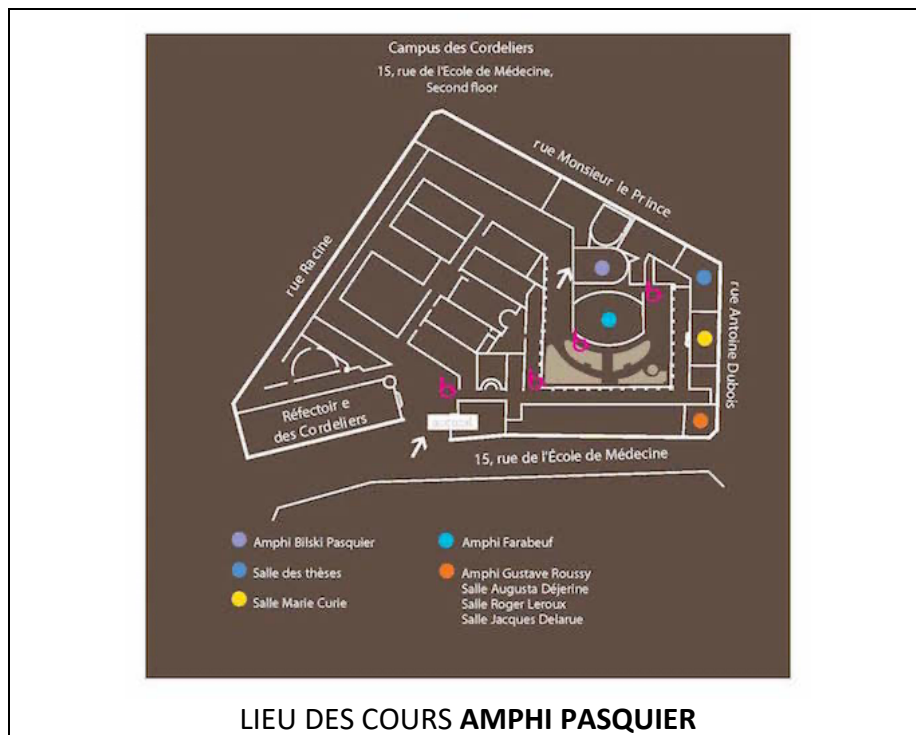 Campus des Cordeliers
15, rue de l'Ecole de Médecine,
Second floor
rue Monsieur le Prince
rue Racine
rue Antoine Dubois
Réfectoir e
des Cordeliers
15, rue de l'École de Médecine
Amphi Bilski Pasquier
Salle des thèses
Salle Marie Curie
Amphi Farabeuf
Amphi Gustave Roussy
Salle Augusta Déjerine
Salle Roger Leroux
Salle Jacques Delarue
LIEU DES COURS AMPHI PASQUIER